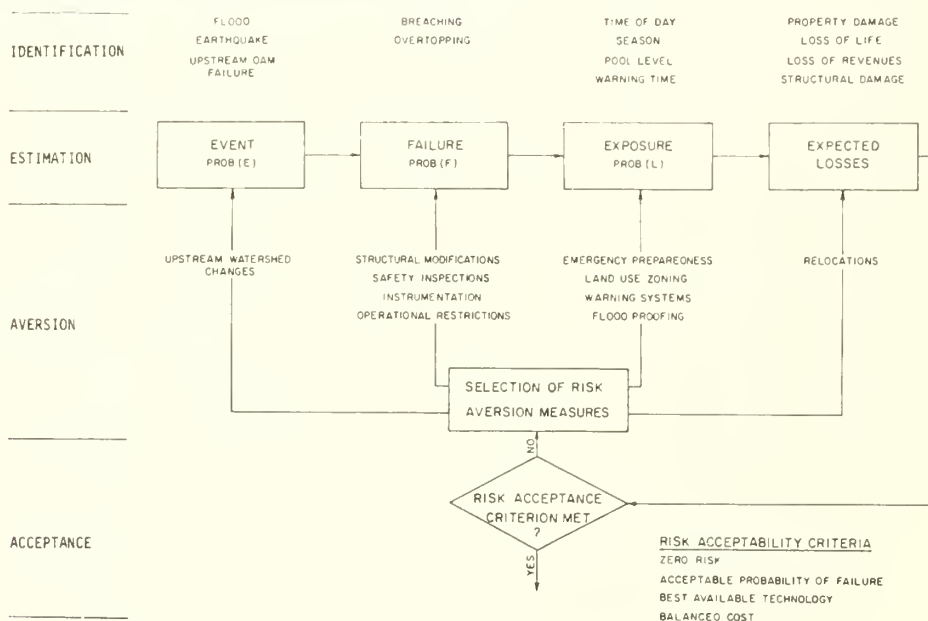 IDENTIFICATION
FLOOD
EARTHQUAKE
UPSTREAM DAM
FAILURE
BREACHING
OVERTOPPING
TIME OF DAY
SEASON
POOL LEVEL
WARNING TIME
PROPERTY DAMAGE
LOSS OF LIFE
LOSS OF REVENUES
STRUCTURAL DAMAGE
ESTIMATION
EVENT
PROB (E)
FAILURE
PROB (F)
EXPOSURE
PROB (L)
EXPECTED
LOSSES
AVERSION
UPSTREAM WATERSHED
CHANGES
STRUCTURAL MODIFICATIONS
SAFETY INSPECTIONS
INSTRUMENTATION
OPERATIONAL RESTRICTIONS
EMERGENCY PREPAREDNESS
LAND USE ZONING
WARNING SYSTEMS
FLOOD PROOFING
RELOCATIONS
SELECTION OF RISK
AVERSION MEASURES
NO
ACCEPTANCE
RISK ACCEPTANCE
CRITERION MET
?
YES
RISK ACCEPTABILITY CRITERIA
ZERO RISK
ACCEPTABLE PROBABILITY OF FAILURE
BEST AVAILABLE TECHNOLOGY
BALANCED COST